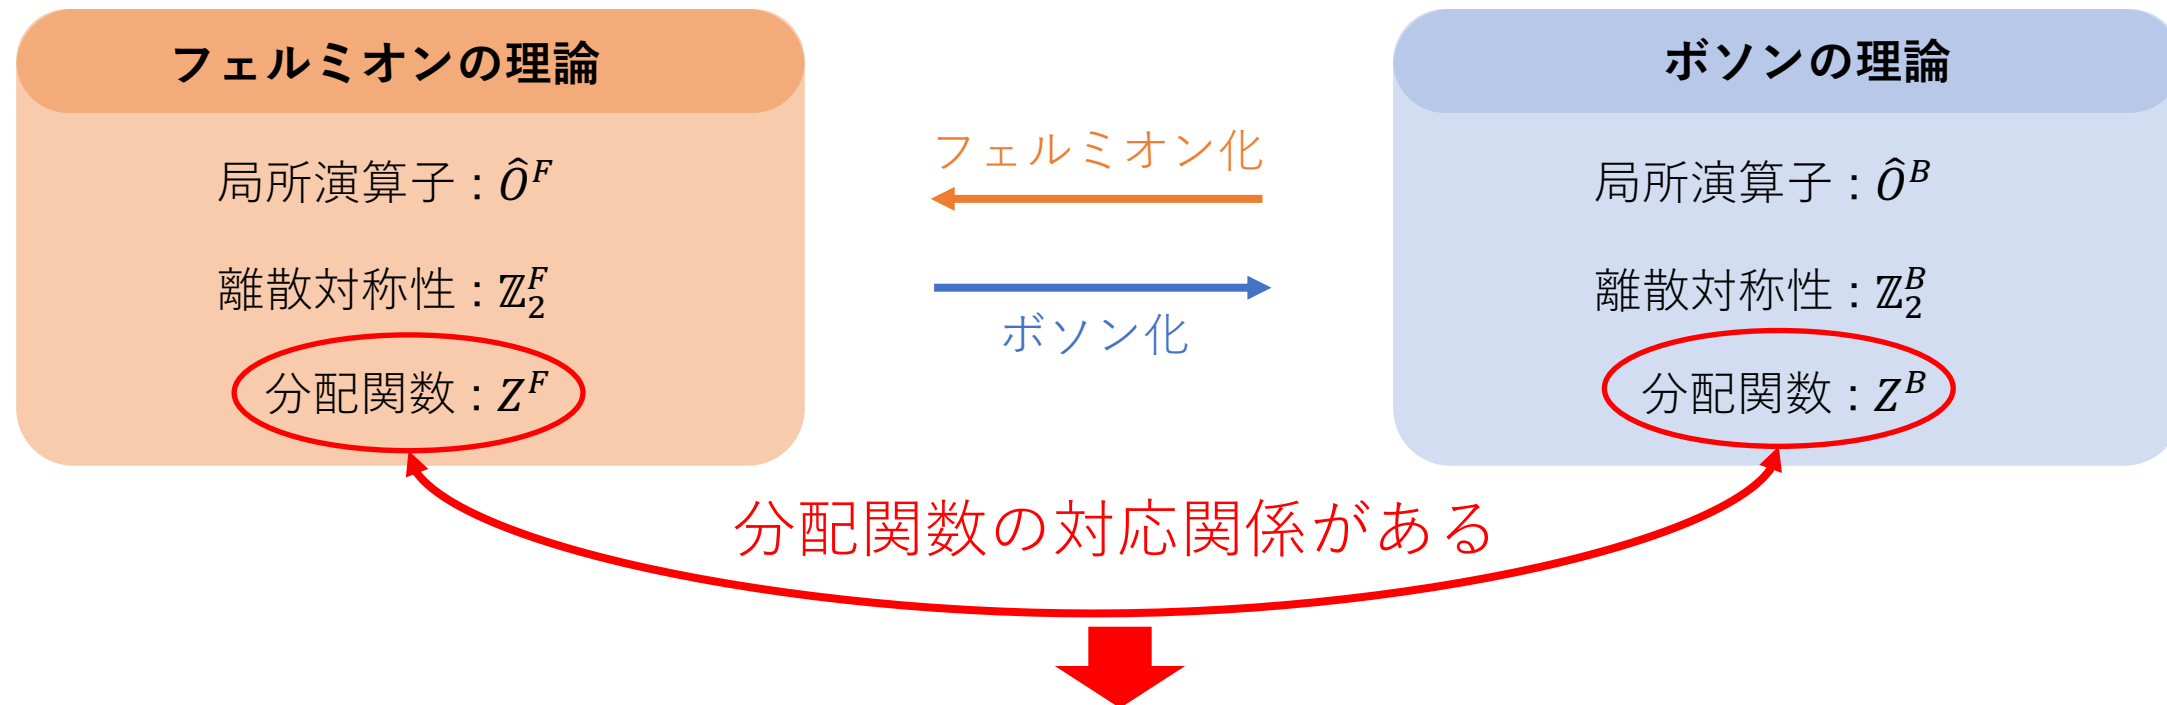 フェルミオンの理論
局所演算子 : Ô^F
離散対称性 : ℤ₂^F
分配関数 : Z^F
フェルミオン化
ボソン化
ボソンの理論
局所演算子 : Ô^B
離散対称性 : ℤ₂^B
分配関数 : Z^B
分配関数の対応関係がある